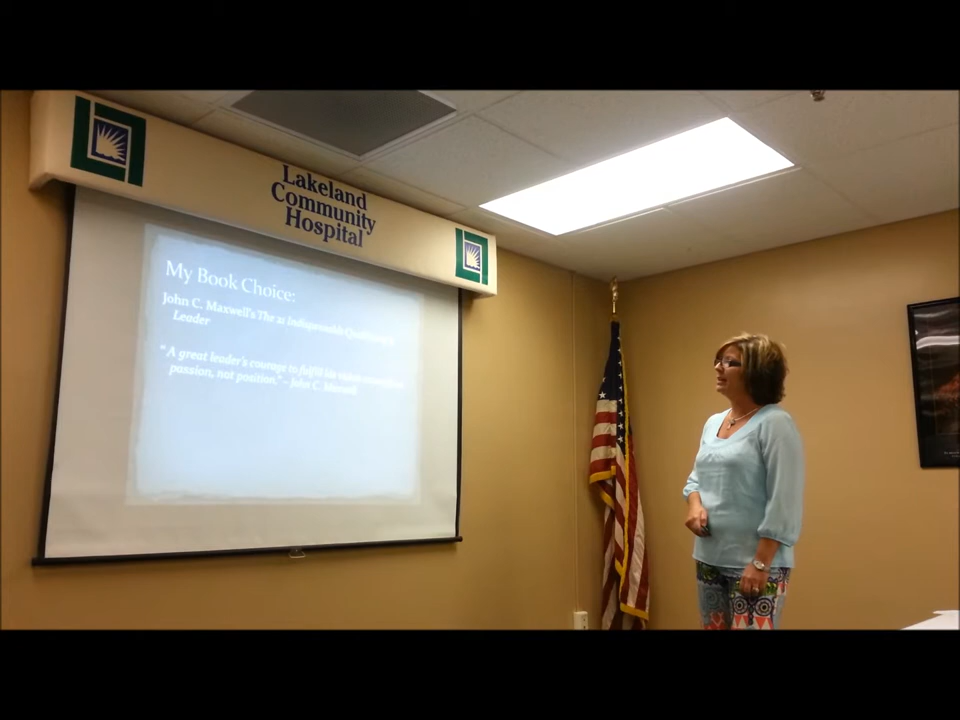 Lakeland
Community
Hospital
My Book Choice:
John C. Maxwell's The 21 Indispensable Qualities of a
Leader
"A great leader's courage to fulfill his vision comes from
passion, not position." – John C. Maxwell